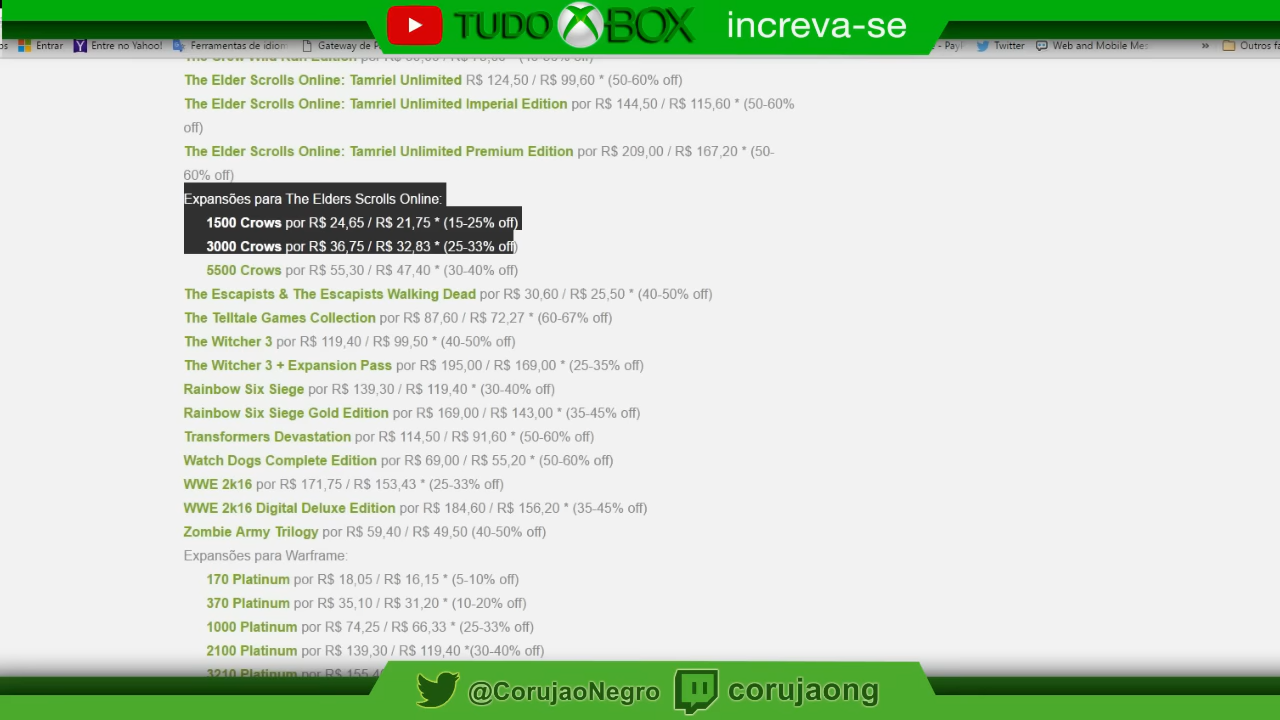 TUDO XBOX increva-se
Entrar Entre no Yahoo! Ferramentas de idiom Gateway de P - Payl Twitter Web and Mobile Me: » Outros fa
The Crew Wild Run Edition por R$
The Elder Scrolls Online: Tamriel Unlimited R$ 124,50 / R$ 99,60 * (50-60% off)
The Elder Scrolls Online: Tamriel Unlimited Imperial Edition por R$ 144,50 / R$ 115,60 * (50-60%
off)
The Elder Scrolls Online: Tamriel Unlimited Premium Edition por R$ 209,00 / R$ 167,20 * (50-
60% off)
Expansões para The Elders Scrolls Online:
1500 Crows por R$ 24,65 / R$ 21,75 * (15-25% off)
3000 Crows por R$ 36,75 / R$ 32,83 * (25-33% off)
5500 Crows por R$ 55,30 / R$ 47,40 * (30-40% off)
The Escapists & The Escapists Walking Dead por R$ 30,60 / R$ 25,50 * (40-50% off)
The Telltale Games Collection por R$ 87,60 / R$ 72,27 * (60-67% off)
The Witcher 3 por R$ 119,40 / R$ 99,50 * (40-50% off)
The Witcher 3 + Expansion Pass por R$ 195,00 / R$ 169,00 * (25-35% off)
Rainbow Six Siege por R$ 139,30 / R$ 119,40 *(30-40% off)
Rainbow Six Siege Gold Edition por R$ 169,00 / R$ 143,00 * (35-45% off)
Transformers Devastation por R$ 114,50 / R$ 91,60 * (50-60% off)
Watch Dogs Complete Edition por R$ 69,00 / R$ 55,20 * (50-60% off)
WWE 2k16 por R$ 171,75 / R$ 153,43 * (25-33% off)
WWE 2k16 Digital Deluxe Edition por R$ 184,60 / R$ 156,20 * (35-45% off)
Zombie Army Trilogy por R$ 59,40 / R$ 49,50 (40-50% off)
Expansões para Warframe:
170 Platinum por R$ 18,05 / R$ 16,15 * (5-10% off)
370 Platinum por R$ 35,10 / R$ 31,20 * (10-20% off)
1000 Platinum por R$ 74,25 / R$ 66,33 * (25-33% off)
2100 Platinum por R$ 139,30 / R$ 119,40 *(30-40% off)
3210 Platinum por R$ 155,4
@CorujaoNegro corujaong